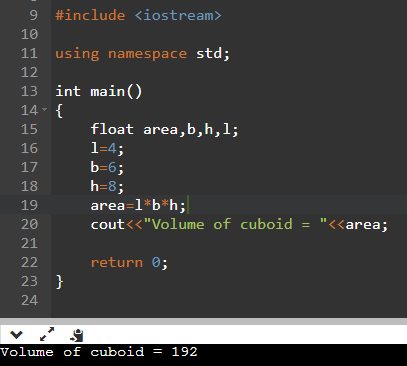 9 #include <iostream>
10
11 using namespace std;
12
13 int main()
14 {
15 float area,b,h,l;
16 l=4;
17 b=6;
18 h=8;
19 area=l*b*h;
20 cout<<"Volume of cuboid = "<<area;
21
22 return 0;
23 }
24
Volume of cuboid = 192